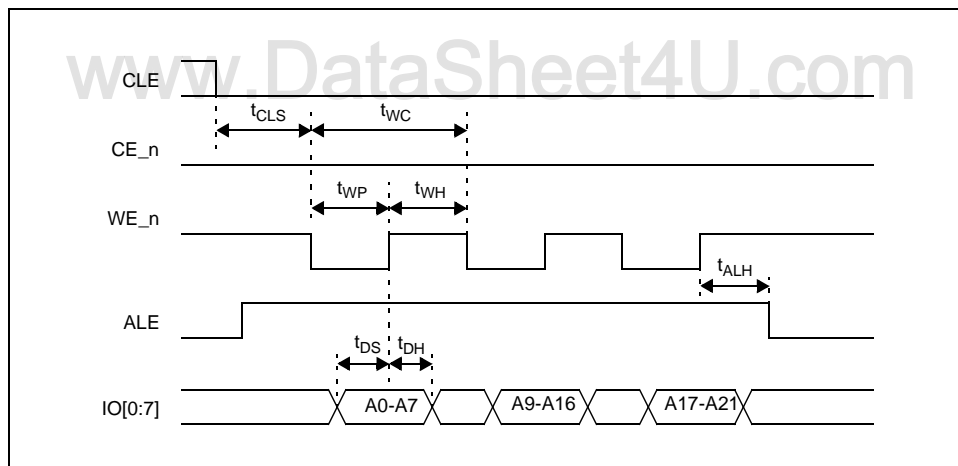 www.DataSheet4U.com
CLE
tCLS
tWC
CE_n
tWP
tWH
WE_n
tALH
ALE
tDS
tDH
IO[0:7]
A0-A7
A9-A16
A17-A21